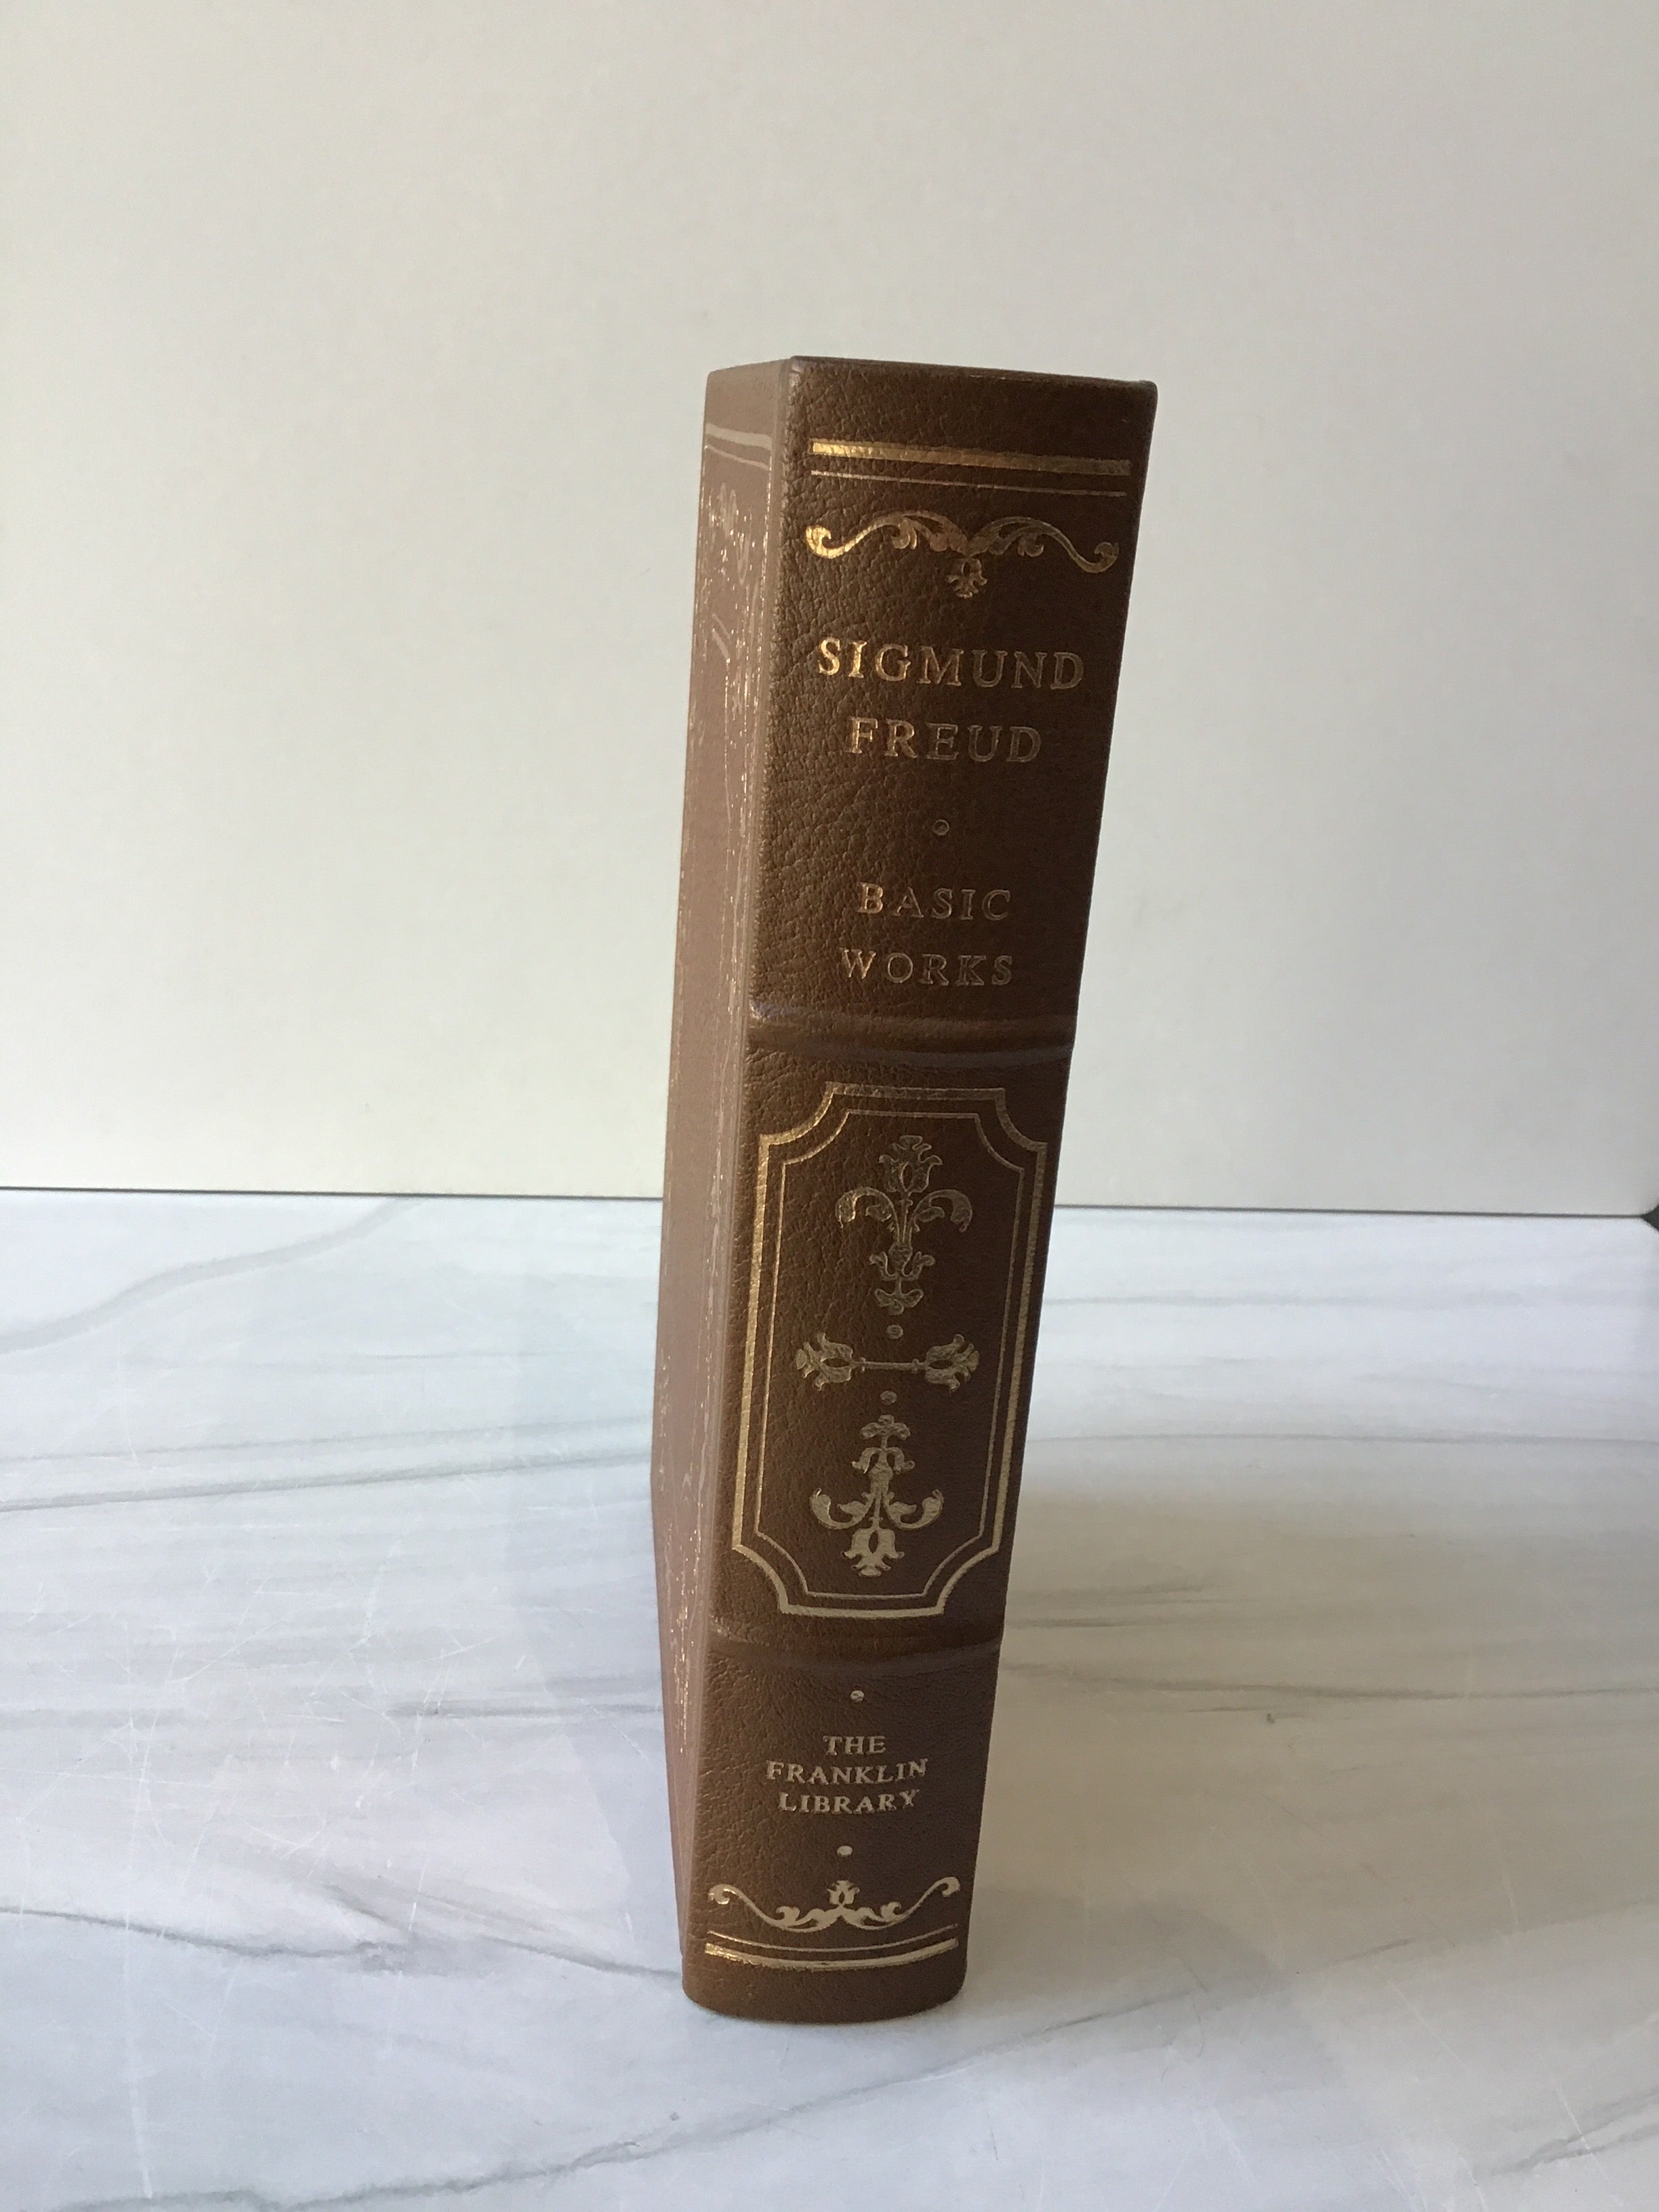 SIGMUND
FREUD
BASIC
WORKS
THE
FRANKLIN
LIBRARY